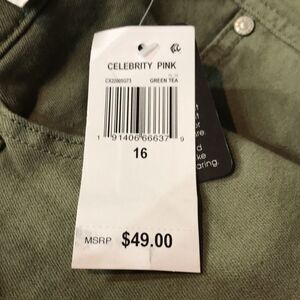 CELEBRITY PINK
GREEN TEA
1 91406 66637 9
16
MSRP $49.00